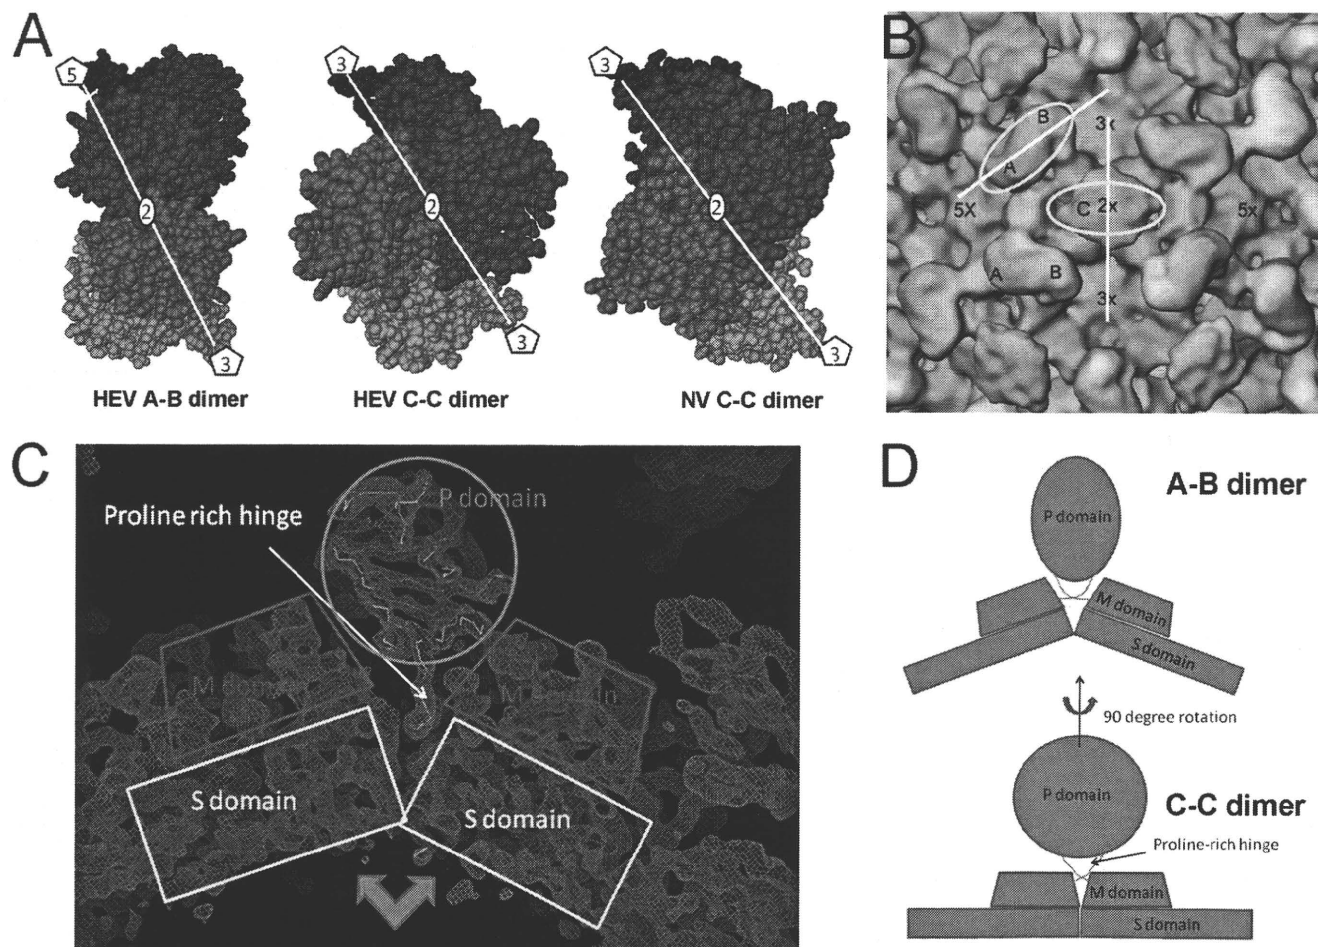 A
5
2
3
HEV A-B dimer
3
2
3
HEV C-C dimer
3
2
3
NV C-C dimer
B
B
3x
A
5X
C
2x
5x
A
B
3x
C
Proline rich hinge
P domain
M domain
M domain
S domain
S domain
D
A-B dimer
P domain
M domain
S domain
90 degree rotation
P domain
C-C dimer
Proline-rich hinge
M domain
S domain